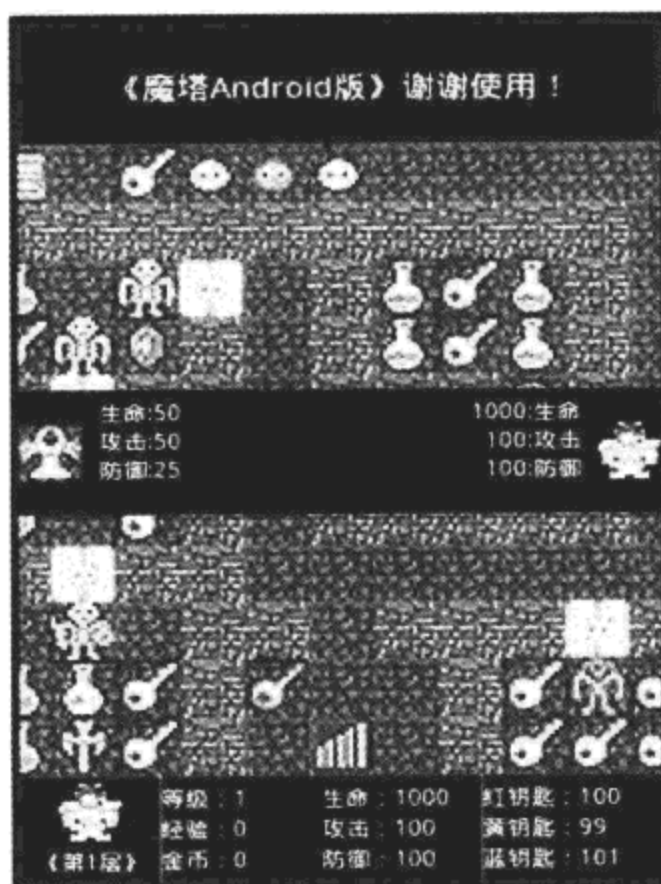 《魔塔Android版》谢谢使用！
生命:50
攻击:50
防御:25
1000:生命
100:攻击
100:防御
等级：1
经验：0
金币：0
生命：1000
攻击：100
防御：100
红钥匙：100
黄钥匙：99
蓝钥匙：101
《第1层》